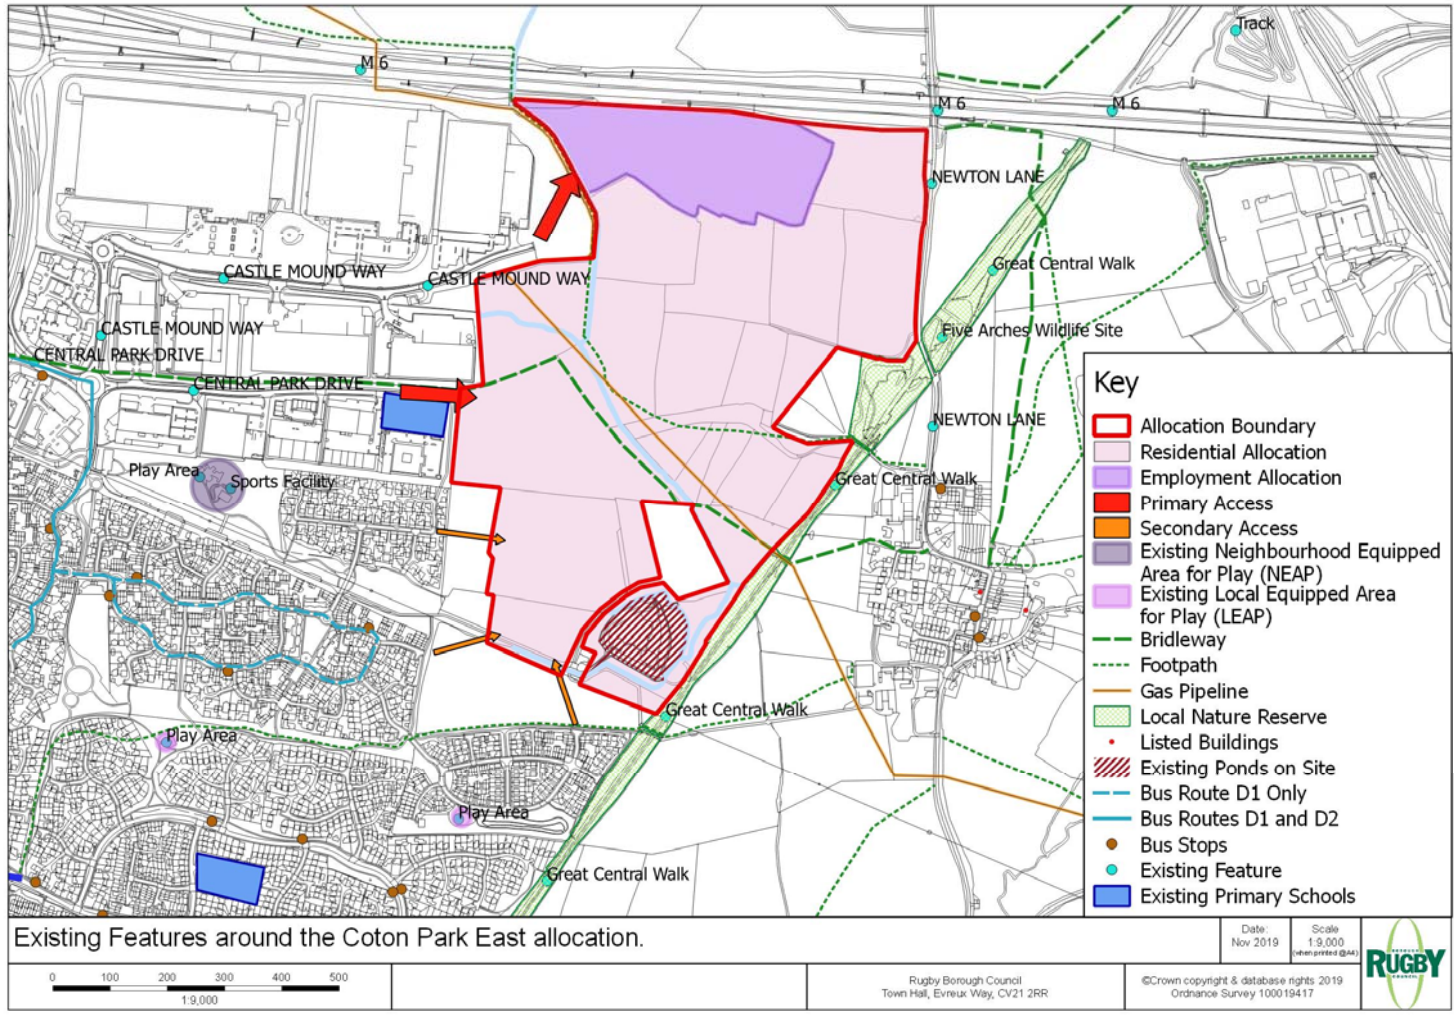 Track
M 6
M 6
M 6
NEWTON LANE
Great Central Walk
CASTLE MOUND WAY
CASTLE MOUND WAY
CASTLE MOUND WAY
Five Arches Wildlife Site
CENTRAL PARK DRIVE
CENTRAL PARK DRIVE
NEWTON LANE
Play Area
Sports Facility
Great Central Walk
Great Central Walk
Play Area
Play Area
Great Central Walk
Key
Allocation Boundary
Residential Allocation
Employment Allocation
Primary Access
Secondary Access
Existing Neighbourhood Equipped
Area for Play (NEAP)
Existing Local Equipped Area
for Play (LEAP)
Bridleway
Footpath
Gas Pipeline
Local Nature Reserve
Listed Buildings
Existing Ponds on Site
Bus Route D1 Only
Bus Routes D1 and D2
Bus Stops
Existing Feature
Existing Primary Schools
Existing Features around the Coton Park East allocation.
Date:
Nov 2019
Scale
1:9,000
(when printed @A4)
0 100 200 300 400 500
1:9,000
Rugby Borough Council
Town Hall, Evreux Way, CV21 2RR
©Crown copyright & database rights 2019
Ordnance Survey 100019417
RUGBY